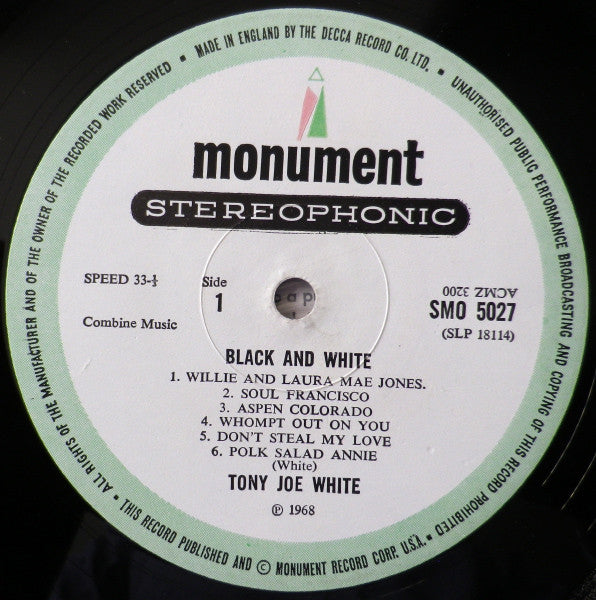 ALL RIGHTS OF THE MANUFACTURER AND OF THE OWNER OF THE RECORDED WORK RESERVED • MADE IN ENGLAND BY THE DECCA RECORD CO. LTD. • UNAUTHORISED PUBLIC PERFORMANCE BROADCASTING AND COPYING OF THIS RECORD PROHIBITED •
monument
STEREOPHONIC
SPEED 33-⅓
Side
1
ACMZ 3200
SMO 5027
(SLP 18114)
Combine Music
BLACK AND WHITE
1. WILLIE AND LAURA MAE JONES.
2. SOUL FRANCISCO
3. ASPEN COLORADO
4. WHOMPT OUT ON YOU
5. DON'T STEAL MY LOVE
6. POLK SALAD ANNIE
(White)
TONY JOE WHITE
℗ 1968
• THIS RECORD PUBLISHED AND © MONUMENT RECORD CORP. U.S.A. •